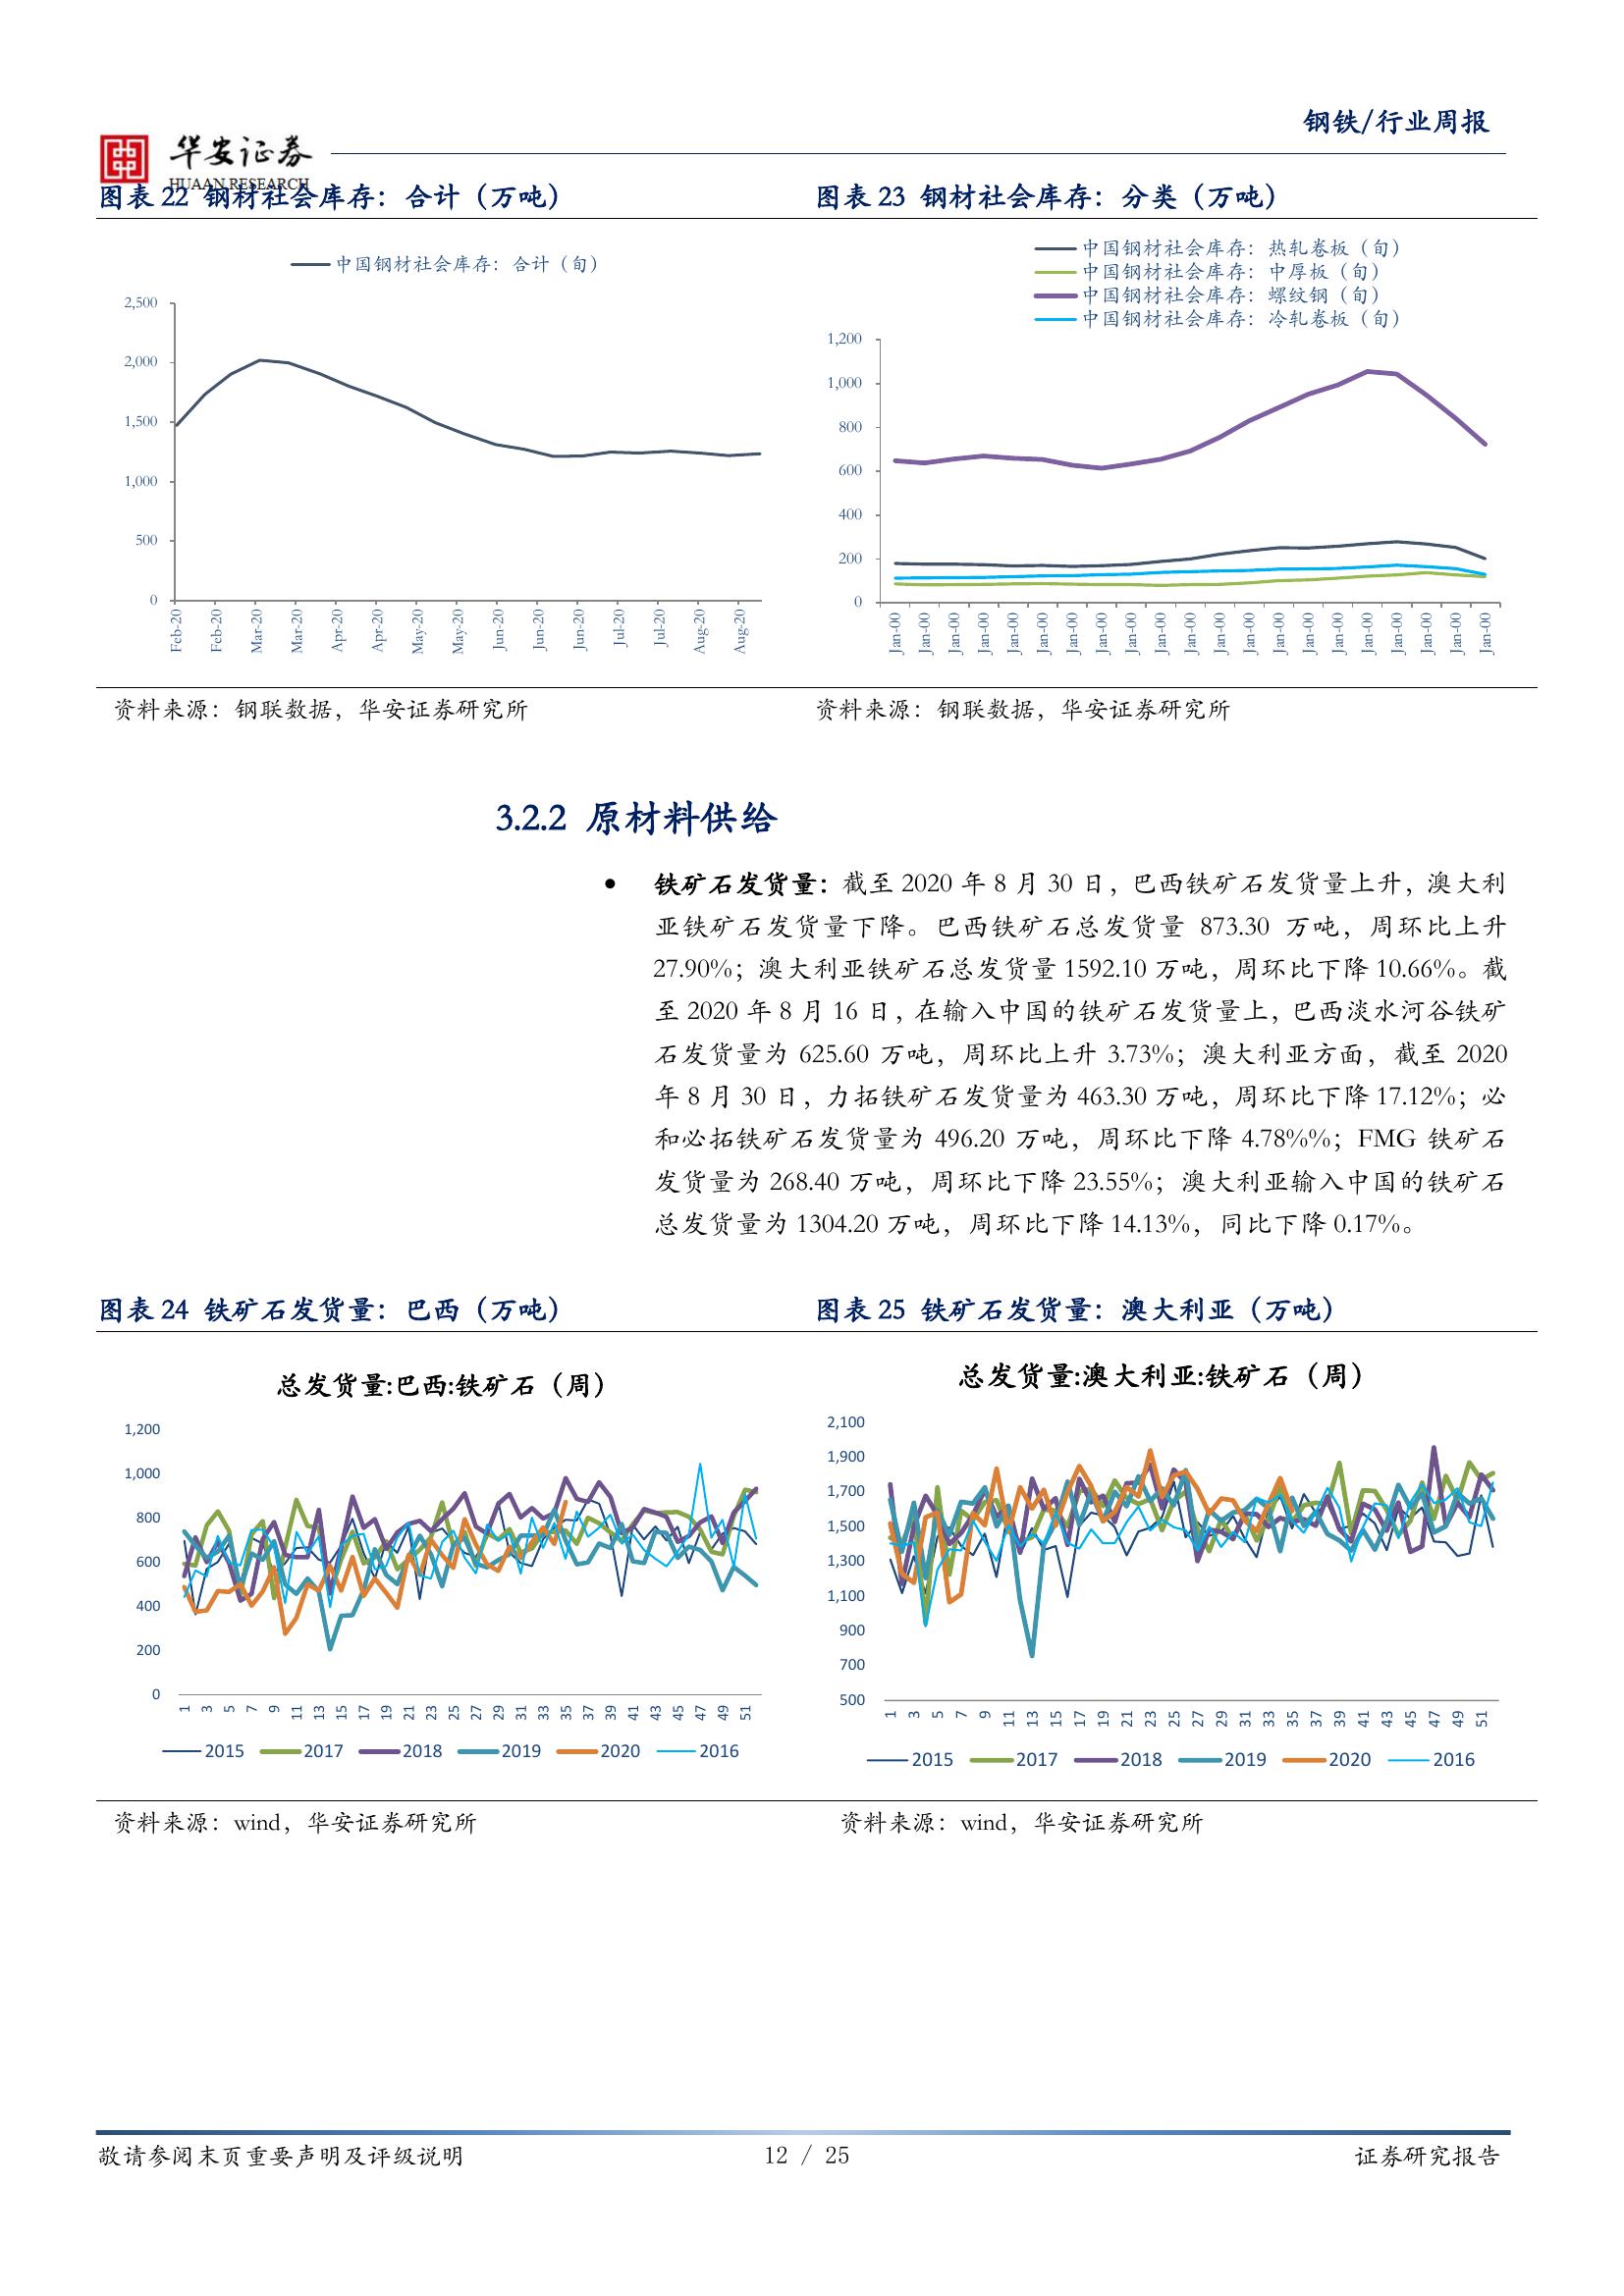 钢铁/行业周报
华安证券
HUAAN RESEARCH
图表 22 钢材社会库存：合计（万吨）
中国钢材社会库存：合计（旬）
2,500
2,000
1,500
1,000
500
0
Feb-20 Feb-20 Mar-20 Mar-20 Apr-20 Apr-20 May-20 May-20 Jun-20 Jun-20 Jun-20 Jul-20 Jul-20 Aug-20 Aug-20
资料来源：钢联数据，华安证券研究所
图表 23 钢材社会库存：分类（万吨）
中国钢材社会库存：热轧卷板（旬）
中国钢材社会库存：中厚板（旬）
中国钢材社会库存：螺纹钢（旬）
中国钢材社会库存：冷轧卷板（旬）
1,200
1,000
800
600
400
200
0
Jan-00 Jan-00 Jan-00 Jan-00 Jan-00 Jan-00 Jan-00 Jan-00 Jan-00 Jan-00 Jan-00 Jan-00 Jan-00 Jan-00 Jan-00 Jan-00 Jan-00 Jan-00 Jan-00 Jan-00 Jan-00
资料来源：钢联数据，华安证券研究所
3.2.2 原材料供给
• 铁矿石发货量：截至 2020 年 8 月 30 日，巴西铁矿石发货量上升，澳大利
亚铁矿石发货量下降。巴西铁矿石总发货量 873.30 万吨，周环比上升
27.90%；澳大利亚铁矿石总发货量 1592.10 万吨，周环比下降 10.66%。截
至 2020 年 8 月 16 日，在输入中国的铁矿石发货量上，巴西淡水河谷铁矿
石发货量为 625.60 万吨，周环比上升 3.73%；澳大利亚方面，截至 2020
年 8 月 30 日，力拓铁矿石发货量为 463.30 万吨，周环比下降 17.12%；必
和必拓铁矿石发货量为 496.20 万吨，周环比下降 4.78%%；FMG 铁矿石
发货量为 268.40 万吨，周环比下降 23.55%；澳大利亚输入中国的铁矿石
总发货量为 1304.20 万吨，周环比下降 14.13%，同比下降 0.17%。
图表 24 铁矿石发货量：巴西（万吨）
总发货量:巴西:铁矿石（周）
1,200
1,000
800
600
400
200
0
1 3 5 7 9 11 13 15 17 19 21 23 25 27 29 31 33 35 37 39 41 43 45 47 49 51
2015 2017 2018 2019 2020 2016
资料来源：wind，华安证券研究所
图表 25 铁矿石发货量：澳大利亚（万吨）
总发货量:澳大利亚:铁矿石（周）
2,100
1,900
1,700
1,500
1,300
1,100
900
700
500
1 3 5 7 9 11 13 15 17 19 21 23 25 27 29 31 33 35 37 39 41 43 45 47 49 51
2015 2017 2018 2019 2020 2016
资料来源：wind，华安证券研究所
敬请参阅末页重要声明及评级说明
12 / 25
证券研究报告